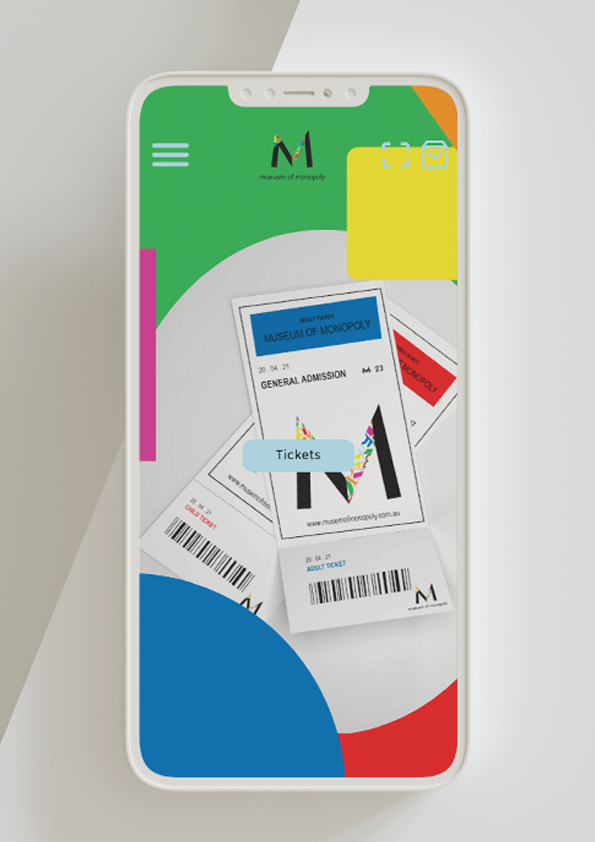 museum of monopoly
ADULT TICKET
MUSEUM OF MONOPOLY
20 . 04 . 21
GENERAL ADMISSION
M 23
Tickets
www.musemofmonopoly.com.au
20 . 04 . 21
ADULT TICKET
museum of monopoly
20 . 04 . 21
CHILD TICKET